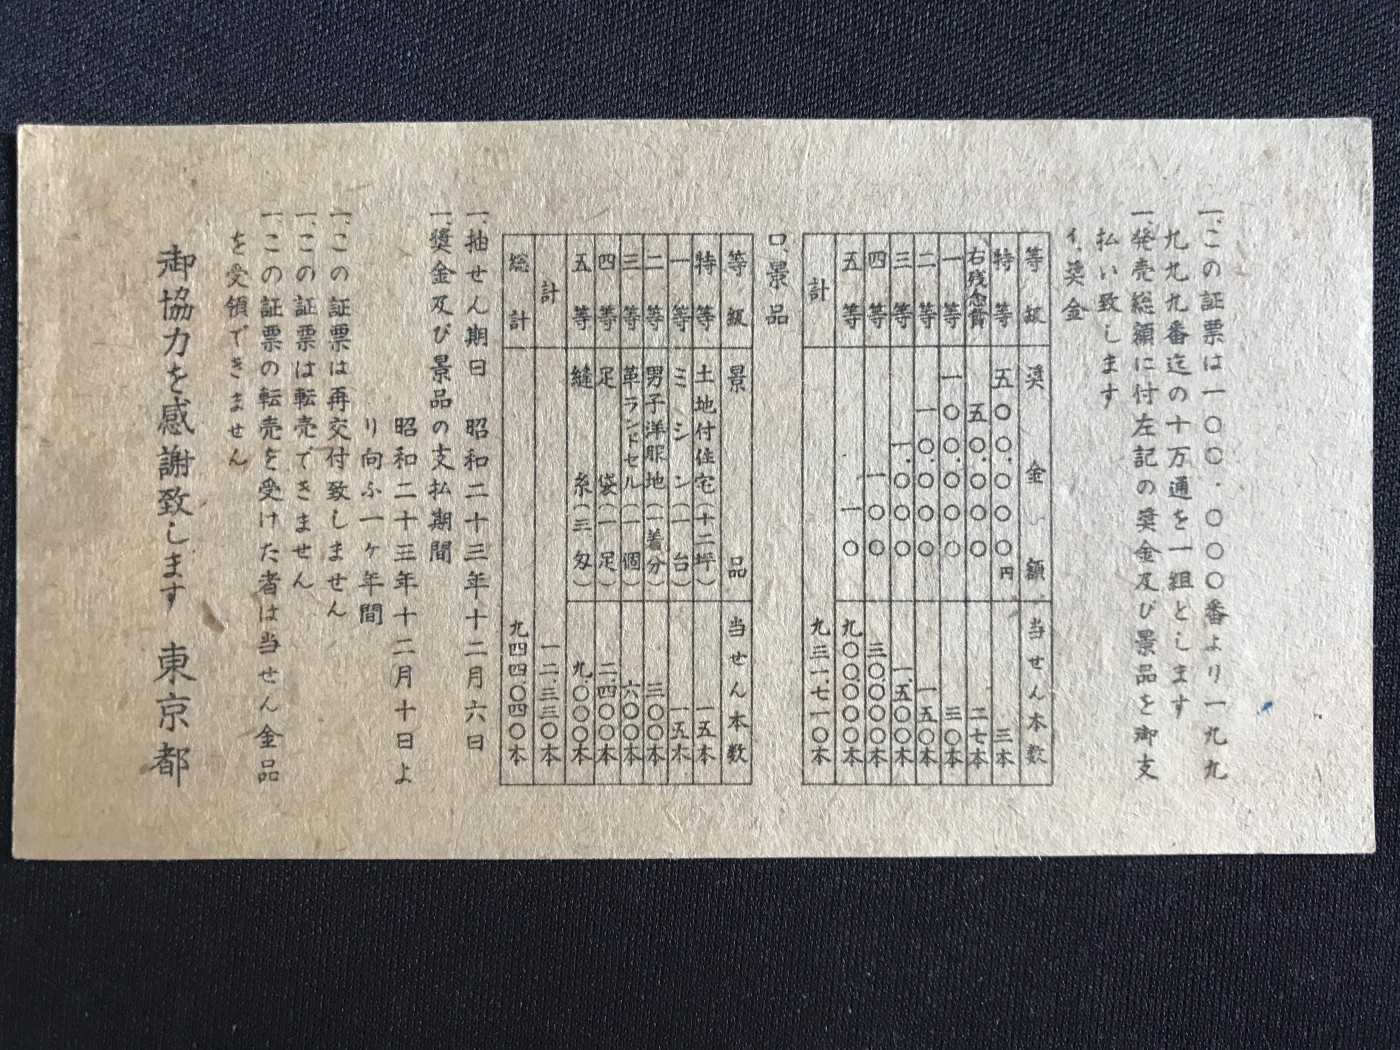 一、この証票は一〇〇.〇〇〇番より一九九
九九九番迄の十万通を一組とします
一、発売総額に付左記の奨金及び景品を御支
払い致します
イ、奨金
等級 奨金額 当せん本数
特等 五〇〇.〇〇〇円 三本
右残念賞 五〇.〇〇〇 二七本
一等 一〇〇.〇〇〇 三〇本
二等 一〇.〇〇〇 一五〇本
三等 一.〇〇〇 一.五〇〇本
四等 一〇〇 三〇.〇〇〇本
五等 一〇 九〇〇.〇〇〇本
計 九三一.七一〇本
ロ、景品
等級 景品 当せん本数
特等 土地付住宅(十二坪) 一五本
一等 ミシン(一台) 一五本
二等 男子洋服地(一着分) 三〇〇本
三等 革ランドセル(一個) 六〇〇本
四等 足袋(一足) 二.四〇〇本
五等 縫糸(三匁) 九.〇〇〇本
計 一二.三三〇本
総計 九四四.〇四〇本
一、抽せん期日 昭和二十三年十二月六日
一、奨金及び景品の支払期間
昭和二十三年十二月十日よ
り向ふ一ヶ年間
一、この証票は再交付致しません
一、この証票は転売できません
一、この証票の転売を受けた者は当せん金品
を受領できません
御協力を感謝致します 東京都